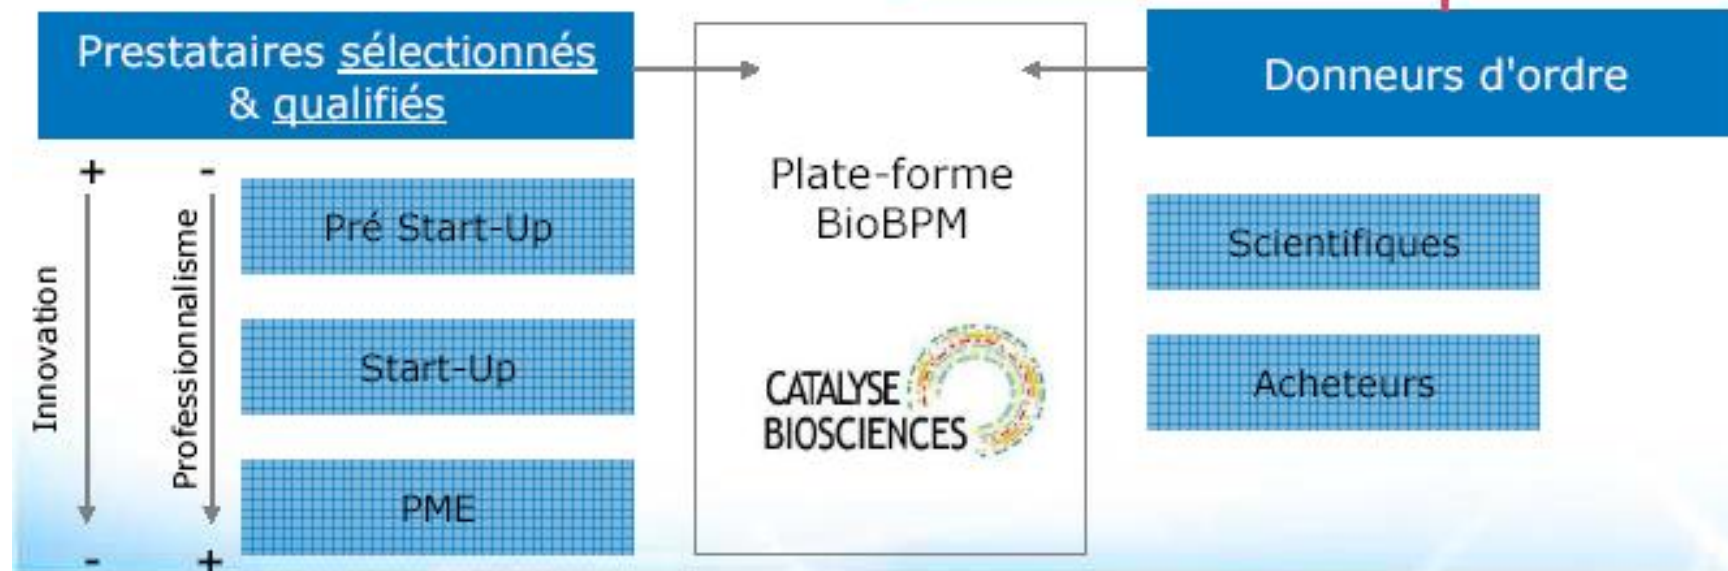 Prestataires sélectionnés
& qualifiés
+
-
Innovation
Professionnalisme
-
+
Pré Start-Up
Start-Up
PME
Plate-forme
BioBPM
CATALYSE
BIOSCIENCES
Donneurs d'ordre
Scientifiques
Acheteurs